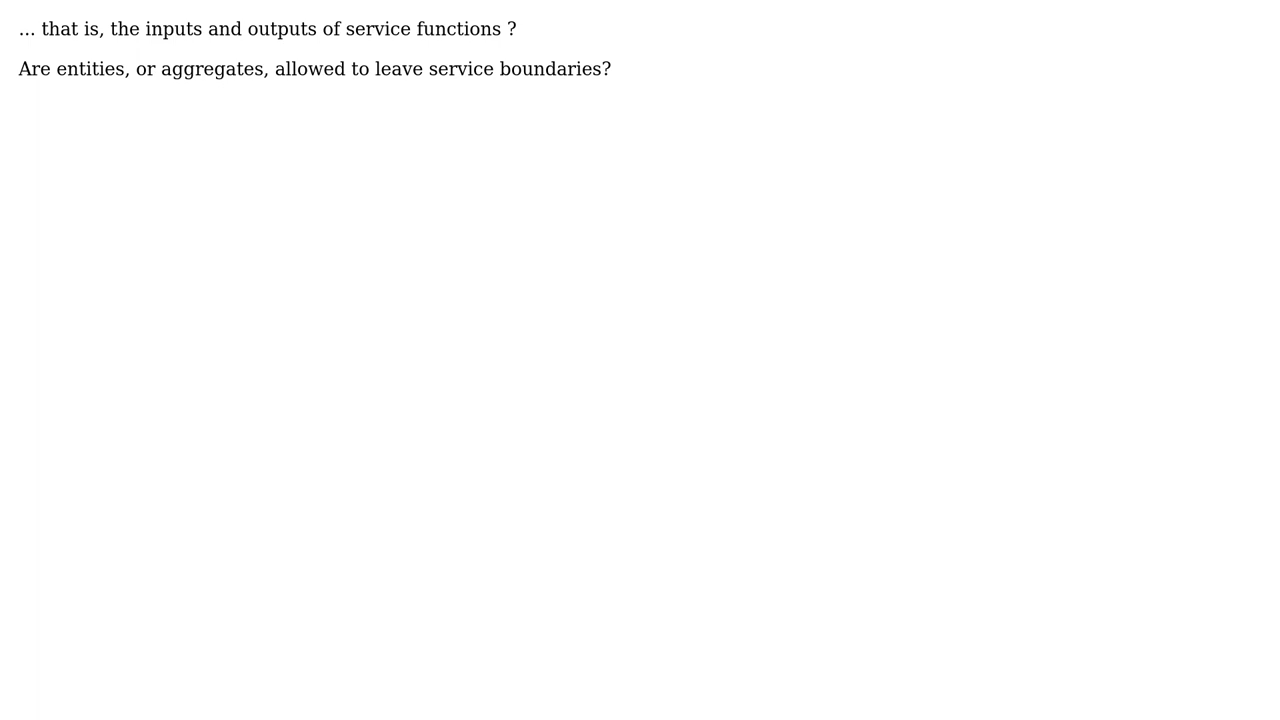 ... that is, the inputs and outputs of service functions ?
Are entities, or aggregates, allowed to leave service boundaries?